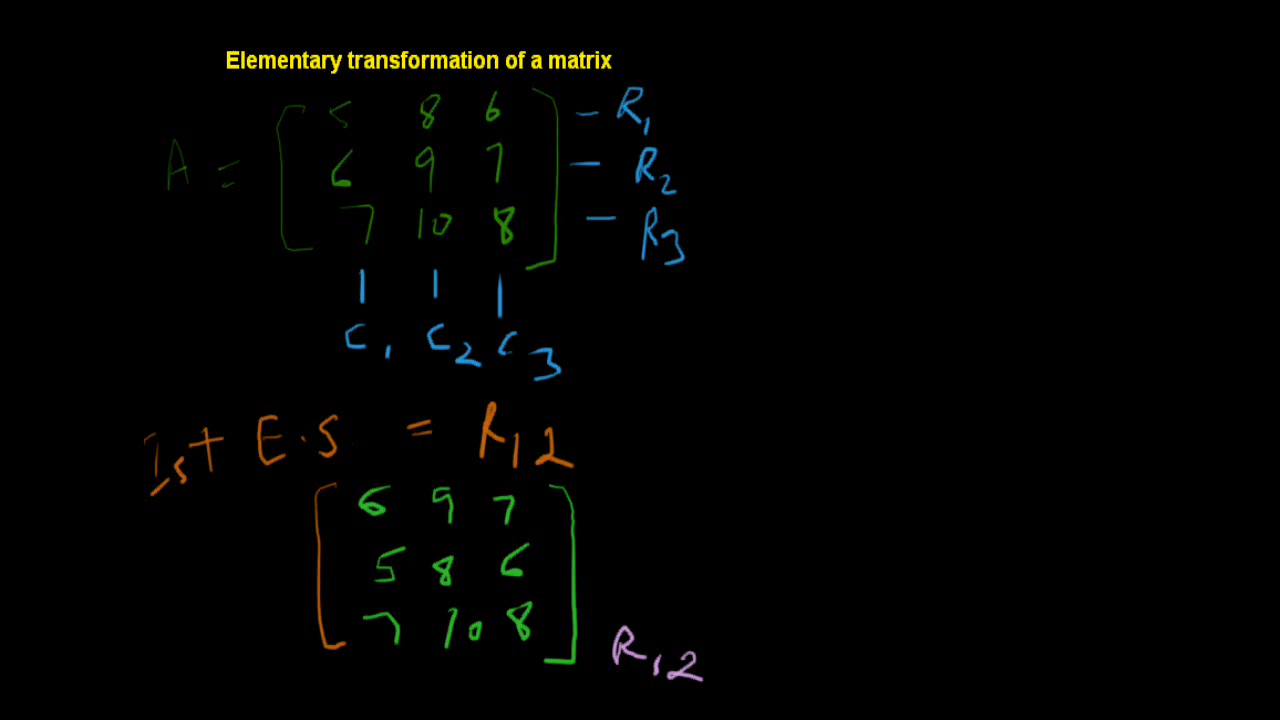 Elementary transformation of a matrix
5 8 6 - R1
A = 6 9 7 - R2
7 10 8 - R3
C1 C2 C3
Ist E.S = R12
6 9 7
5 8 6
7 10 8
R12